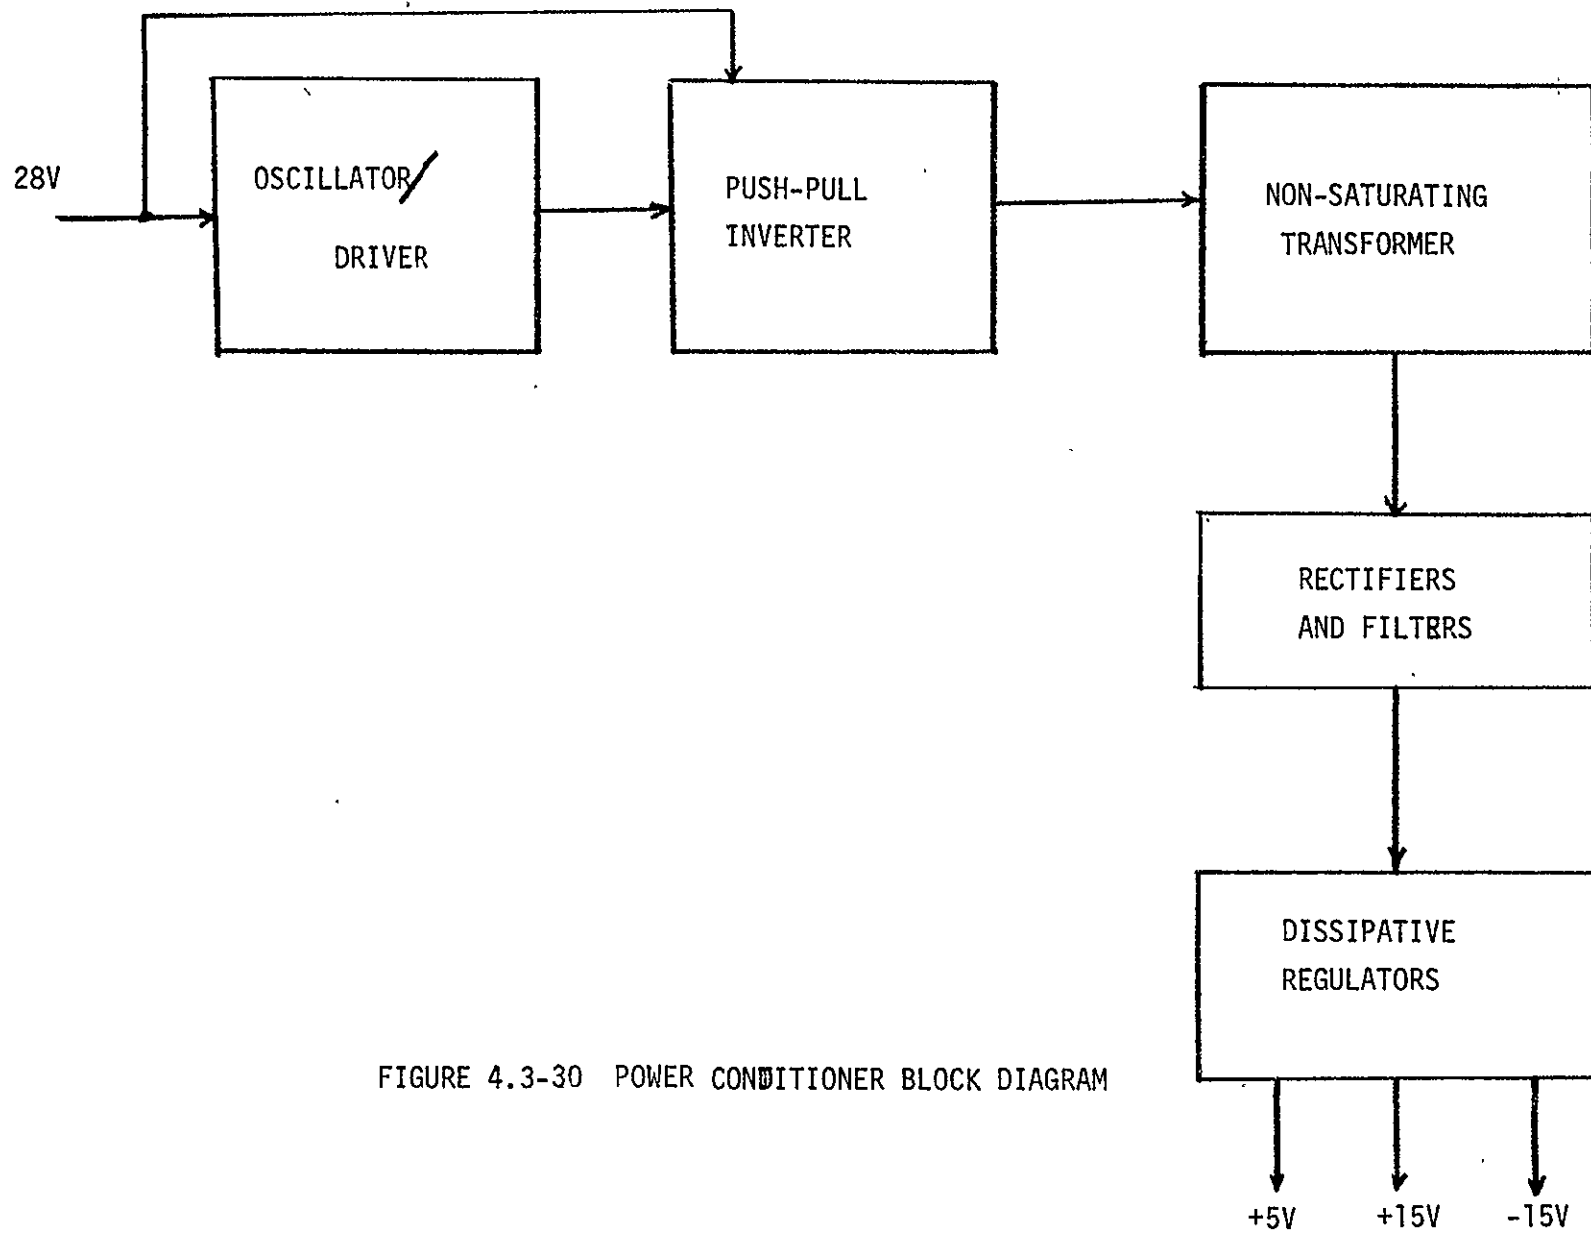 28V
OSCILLATOR/
DRIVER
PUSH-PULL
INVERTER
NON-SATURATING
TRANSFORMER
RECTIFIERS
AND FILTERS
DISSIPATIVE
REGULATORS
+5V
+15V
-15V
FIGURE 4.3-30 POWER CONDITIONER BLOCK DIAGRAM